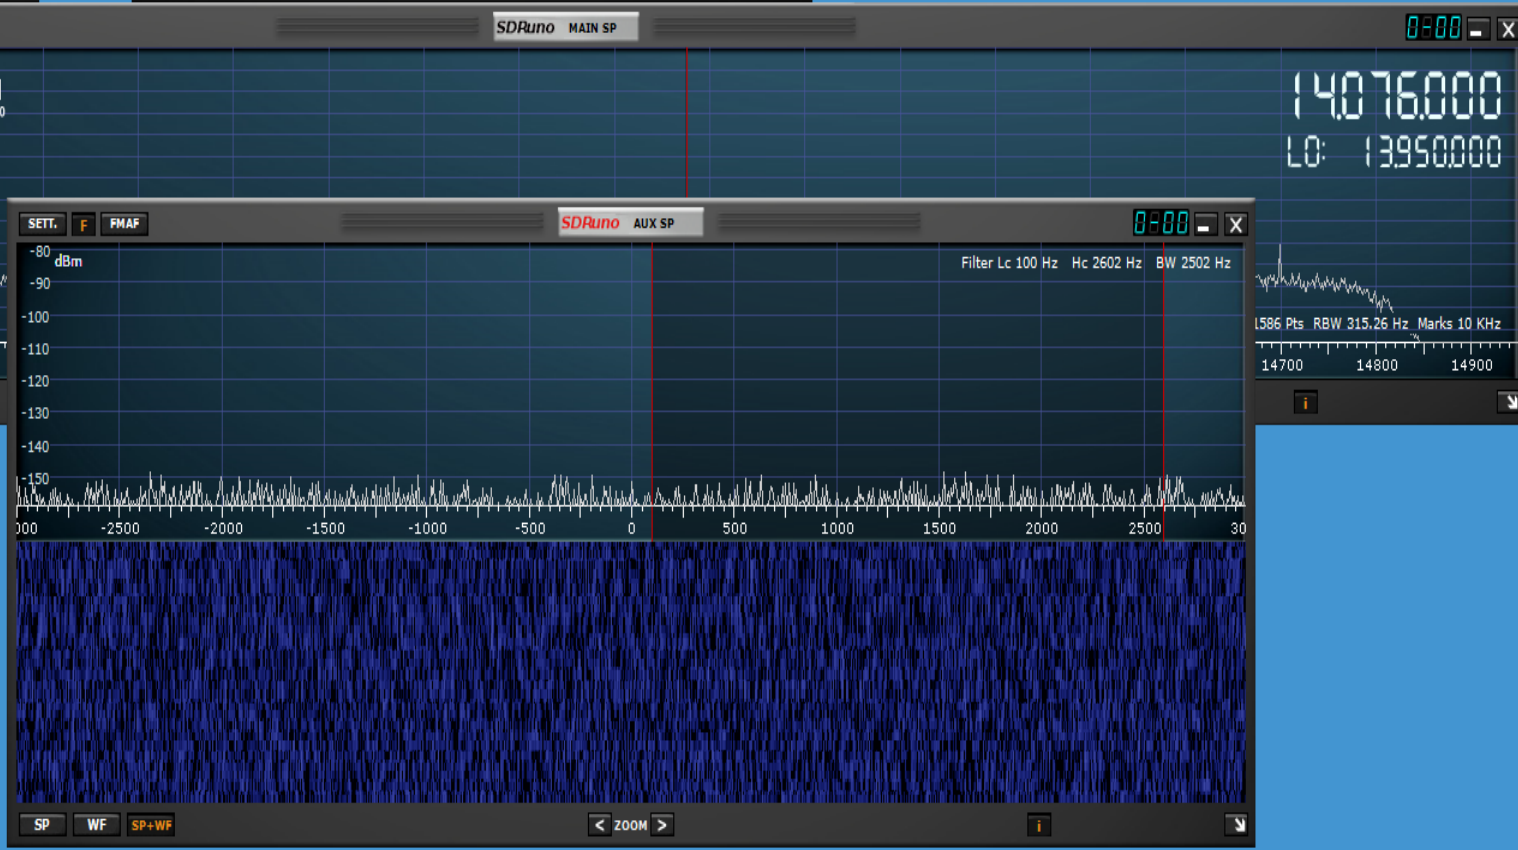 SDRuno MAIN SP
0-00
X
14.076.000
LO: 13.950.000
SETT. F FMAF
SDRuno AUX SP
0-00
X
-80
dBm
Filter Lc 100 Hz Hc 2602 Hz BW 2502 Hz
-90
-100
-110
-120
-130
-140
-150
1586 Pts RBW 315.26 Hz Marks 10 KHz
14700 14800 14900
i
-2500 -2000 -1500 -1000 -500 0 500 1000 1500 2000 2500 30
SP WF SP+WF
< ZOOM >
i